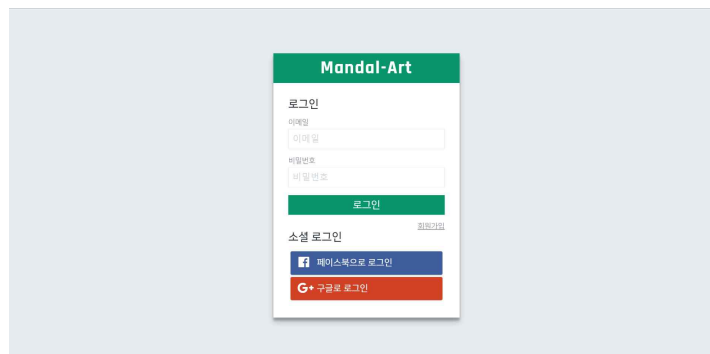 Mandal-Art
로그인
이메일
이메일
비밀번호
비밀번호
로그인
회원가입
소셜 로그인
페이스북으로 로그인
G+ 구글로 로그인